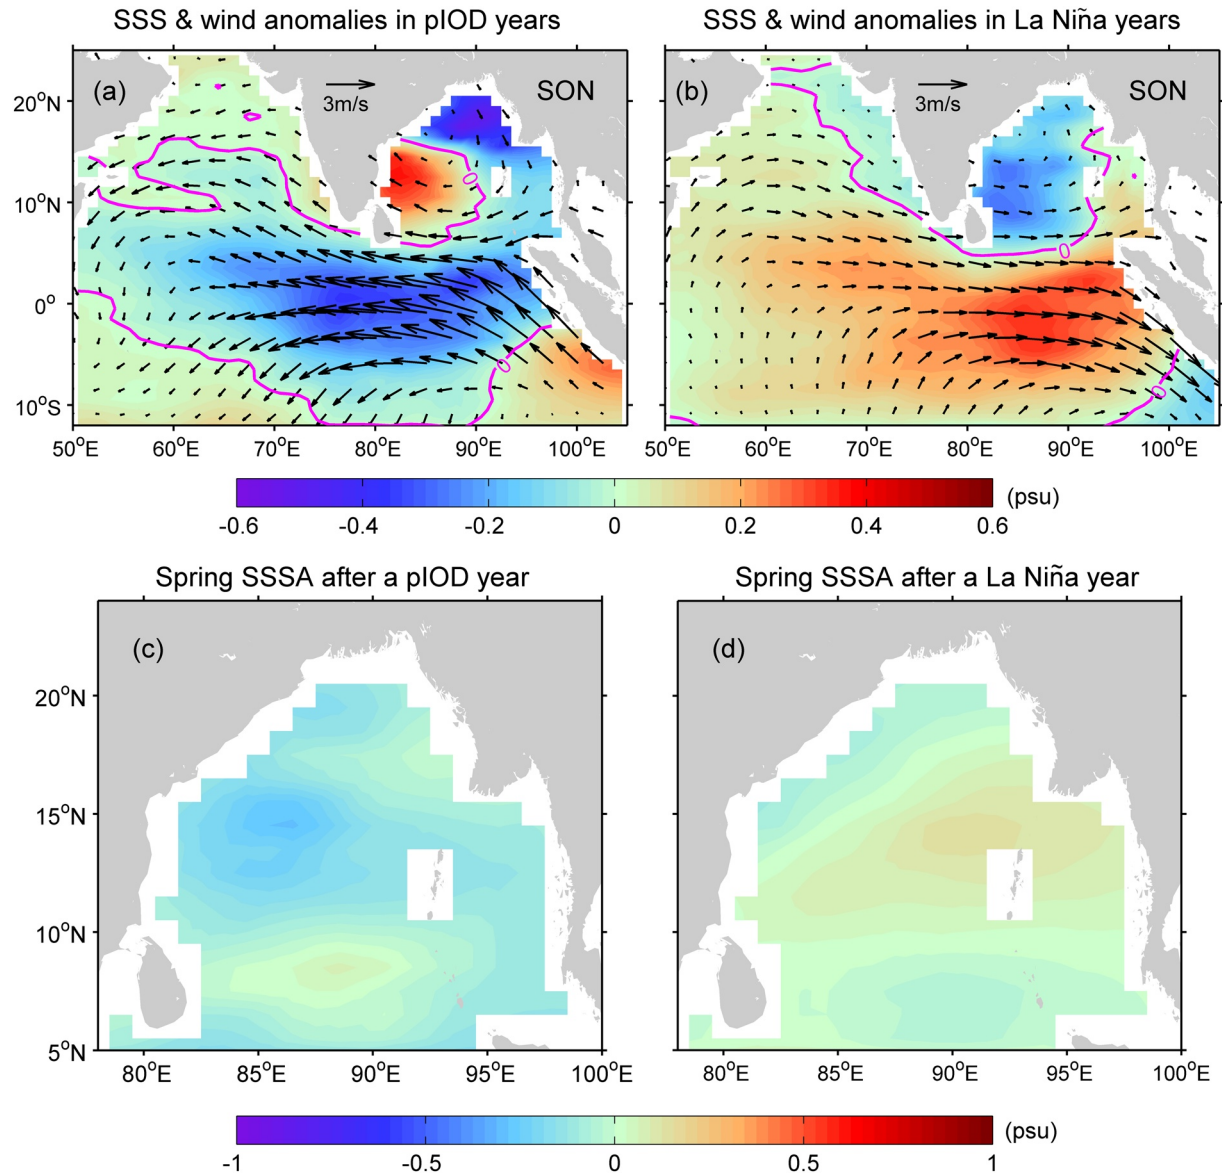 SSS & wind anomalies in pIOD years
SSS & wind anomalies in La Niña years
(a)
3m/s
SON
(b)
3m/s
SON
20°N
10°N
0°
10°S
0
0
0
0
50°E 60°E 70°E 80°E 90°E 100°E
50°E 60°E 70°E 80°E 90°E 100°E
-0.6 -0.4 -0.2 0 0.2 0.4 0.6
(psu)
Spring SSSA after a pIOD year
Spring SSSA after a La Niña year
(c)
(d)
20°N
15°N
10°N
5°N
80°E 85°E 90°E 95°E 100°E
80°E 85°E 90°E 95°E 100°E
-1 -0.5 0 0.5 1
(psu)